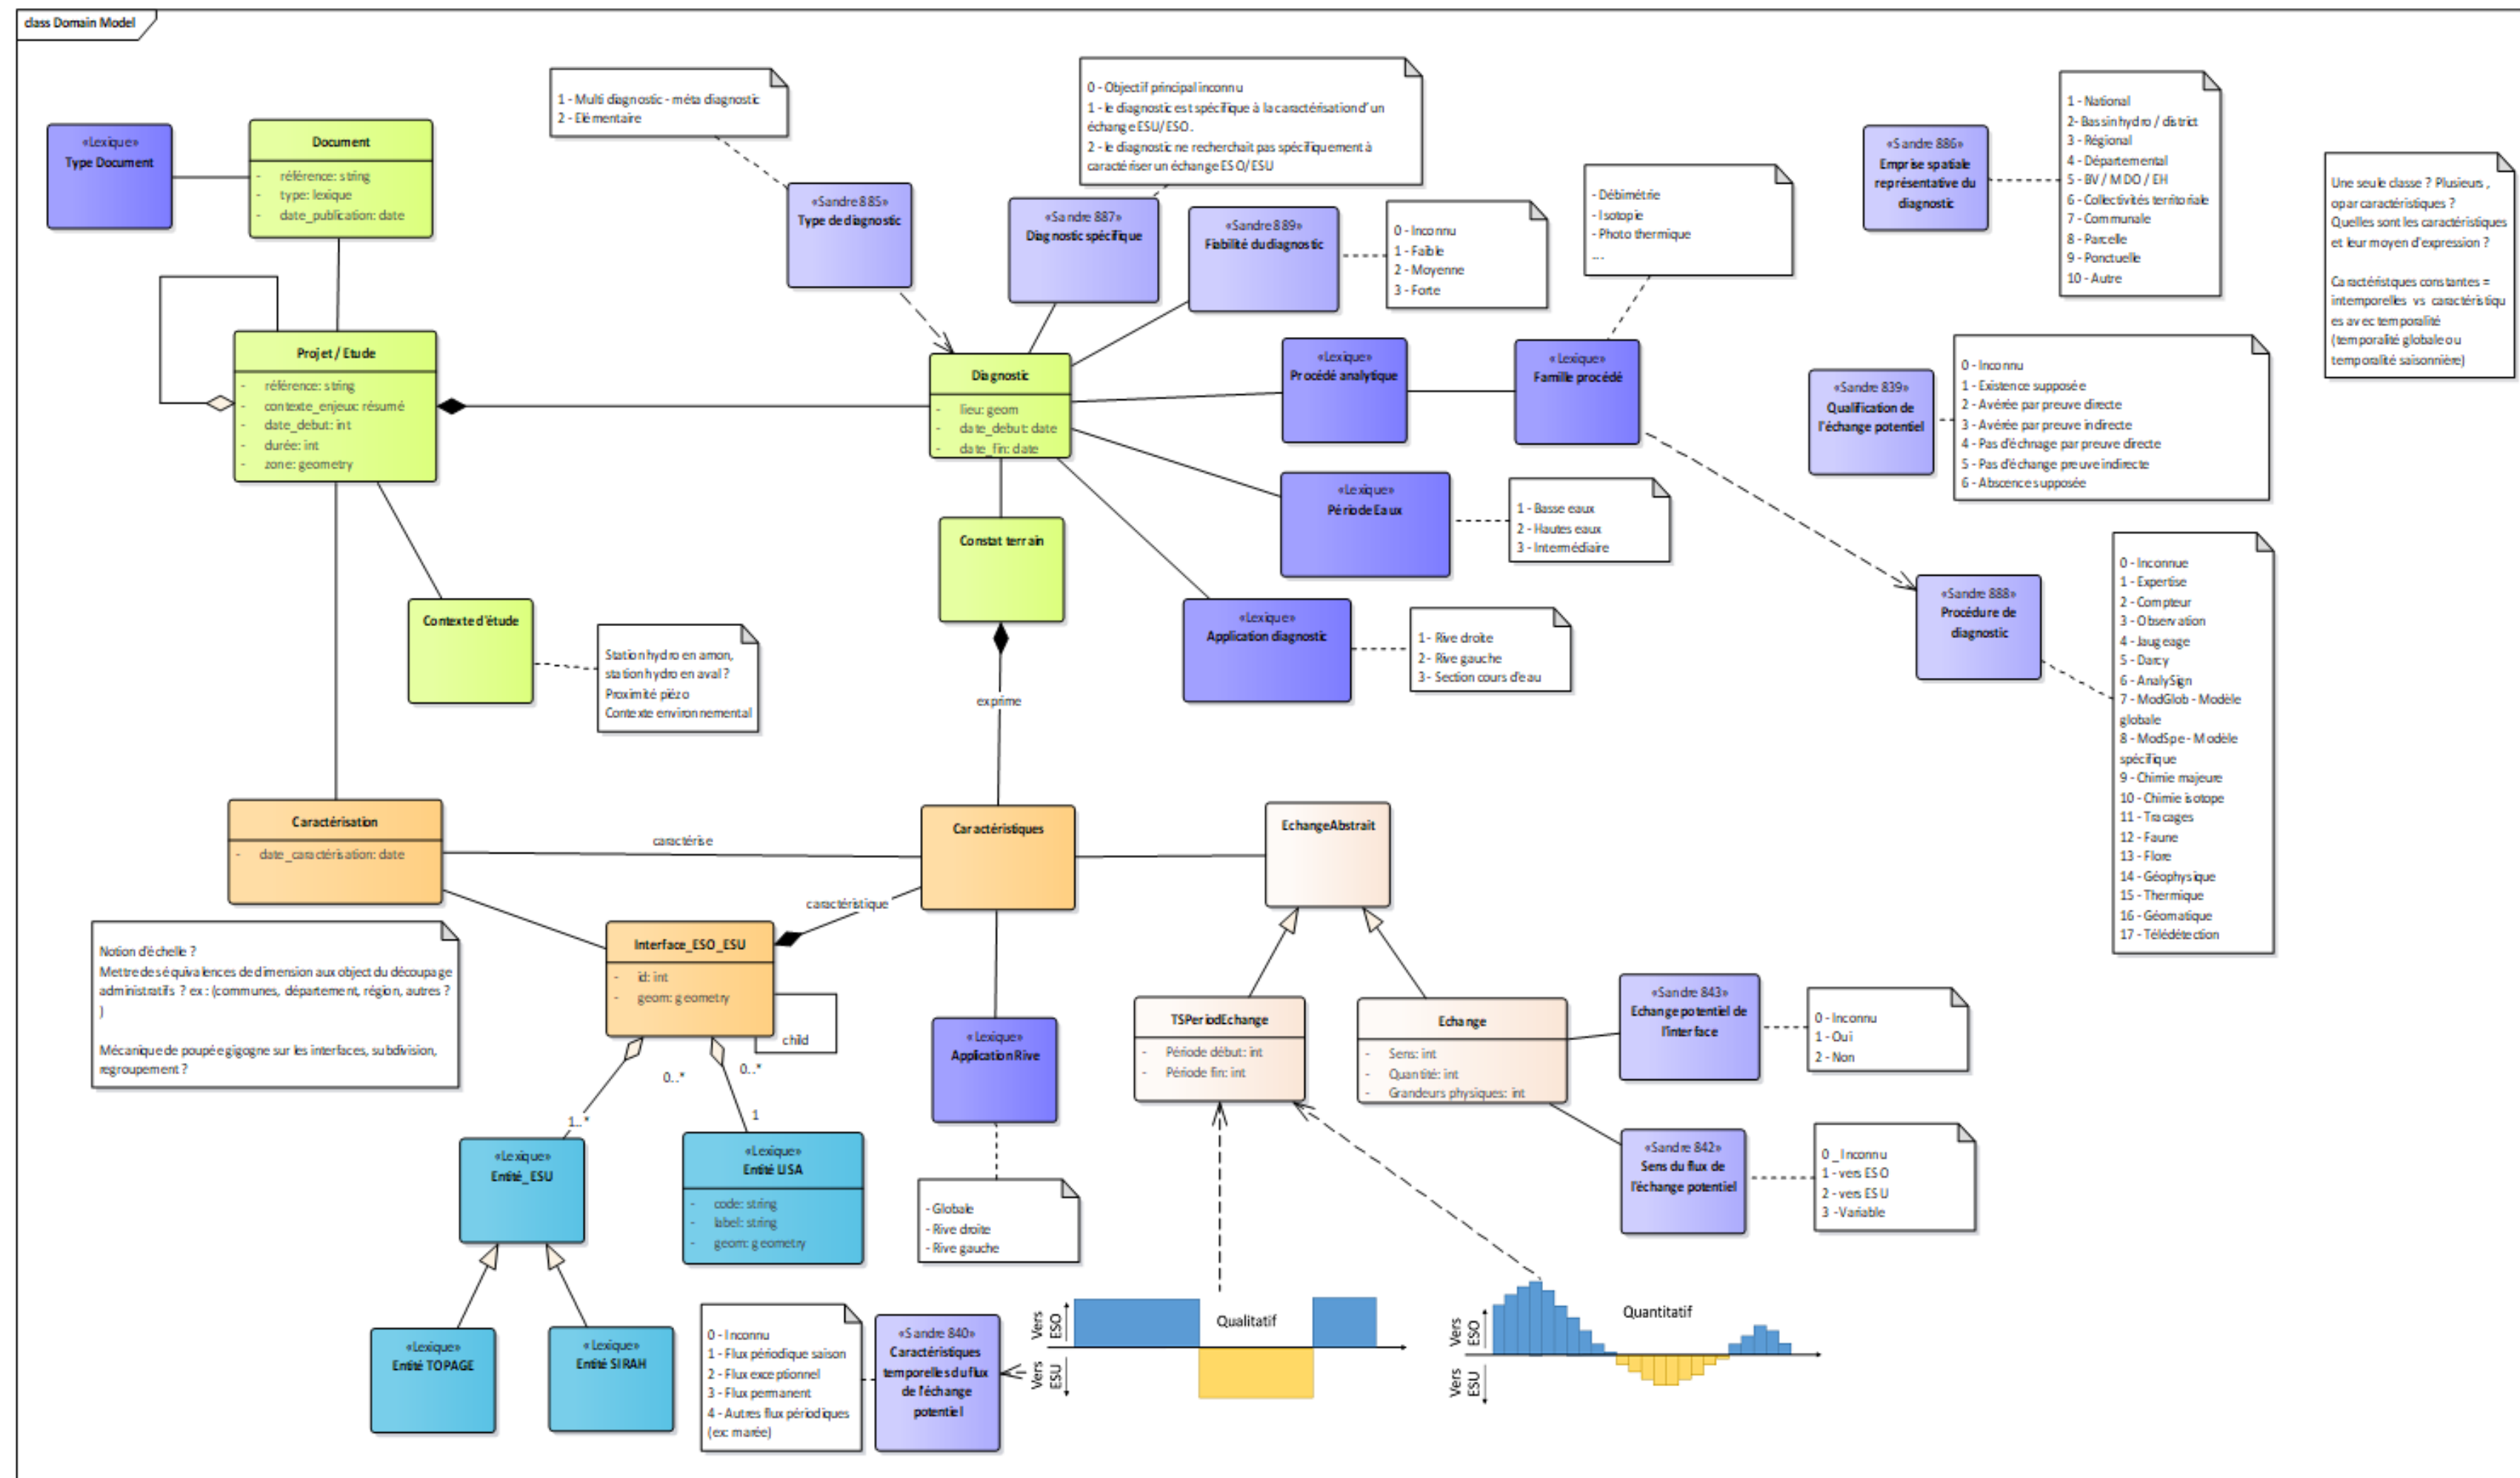 class Domain Model
«Lexique»
Type Document
Document
- référence: string
- type: lexique
- date_publication: date
1 - Multi diagnostic - méta diagnostic
2 - Elémentaire
«Sandre 885»
Type de diagnostic
0 - Objectif principal inconnu
1 - le diagnostic est spécifique à la caractérisation d'un
échange ESU/ESO.
2 - le diagnostic ne recherchait pas spécifiquement à
caractériser un échange ESO/ESU
«Sandre 887»
Diagnostic spécifique
«Sandre 889»
Fiabilité du diagnostic
0 - Inconnu
1 - Faible
2 - Moyenne
3 - Forte
- Débimétrie
- Isotopie
- Photo thermique
...
«Sandre 886»
Emprise spatiale
représentative du
diagnostic
1 - National
2- Bassin hydro / district
3 - Régional
4 - Départemental
5 - BV / MDO / EH
6 - Collectivités territoriale
7 - Communale
8 - Parcelle
9 - Ponctuelle
10 - Autre
Une seule classe ? Plusieurs ,
opar caractéristiques ?
Quelles sont les caractéristiques
et leur moyen d'expression ?
Caractéristques constantes =
intemporelles vs caractéristiqu
es avec temporalité
(temporalité globale ou
temporalité saisonnière)
Projet / Etude
- référence: string
- contexte_enjeux: résumé
- date_debut: int
- durée: int
- zone: geometry
Diagnostic
- lieu: geom
- date_debut: date
- date_fin: date
«Lexique»
Procédé analytique
«Lexique»
Famille procédé
«Sandre 839»
Qualification de
l'échange potentiel
0 - Inconnu
1 - Existence supposée
2 - Avérée par preuve directe
3 - Avérée par preuve indirecte
4 - Pas d'échnage par preuve directe
5 - Pas d'échange preuve indirecte
6 - Abscence supposée
«Lexique»
Période Eaux
1 - Basse eaux
2 - Hautes eaux
3 - Intermédiaire
Constat terrain
Contexte d'étude
Station hydro en amon,
station hydro en aval ?
Proximité piézo
Contexte environnemental
«Lexique»
Application diagnostic
1- Rive droite
2- Rive gauche
3- Section cours d'eau
«Sandre 888»
Procédure de
diagnostic
0 - Inconnue
1 - Expertise
2 - Compteur
3 - Observation
4 - Jaugeage
5 - Darcy
6 - AnalySign
7 - ModGlob - Modèle
globale
8 - ModSpe - Modèle
spécifique
9 - Chimie majeure
10 - Chimie isotope
11 - Tracages
12 - Faune
13 - Flore
14 - Géophysique
15 - Thermique
16 - Géomatique
17 - Télédétection
exprime
Caractérisation
- date_caractérisation: date
caractérise
Caractéristiques
EchangeAbstrait
caractéristique
Notion d'échelle ?
Mettre des équivalences de dimension aux object du découpage
administratifs ? ex : (communes, département, région, autres ?
)
Mécanique de poupée gigogne sur les interfaces, subdivision,
regroupement ?
Interface_ESO_ESU
- id: int
- geom: geometry
child
0..*
0..*
1..*
1
«Lexique»
Application Rive
- Globale
- Rive droite
- Rive gauche
TSPeriodEchange
- Période début: int
- Période fin: int
Echange
- Sens: int
- Quantité: int
- Grandeurs physiques: int
«Sandre 843»
Echange potentiel de
l'interface
0 - Inconnu
1 - Oui
2 - Non
«Sandre 842»
Sens du flux de
l'échange potentiel
0 _ Inconnu
1 - vers ESO
2 - vers ESU
3 - Variable
«Lexique»
Entité_ESU
«Lexique»
Entité LISA
- code: string
- label: string
- geom: geometry
«Lexique»
Entité TOPAGE
«Lexique»
Entité SIRAH
0 - Inconnu
1 - Flux périodique saison
2 - Flux exceptionnel
3 - Flux permanent
4 - Autres flux périodiques
(ex: marée)
«Sandre 840»
Caractéristiques
temporelles du flux
de l'échange
potentiel
Vers
ESO
Vers
ESU
Qualitatif
Vers
ESO
Vers
ESU
Quantitatif